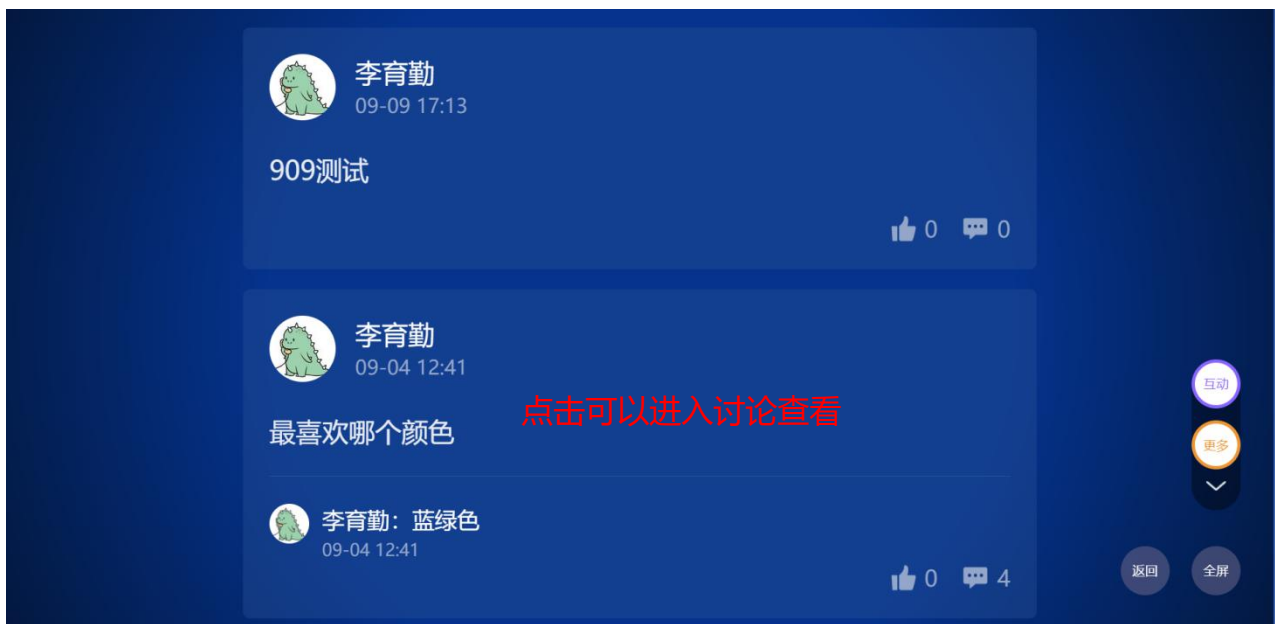 李育勤
09-09 17:13
909测试
0 0
李育勤
09-04 12:41
点击可以进入讨论查看
最喜欢哪个颜色
李育勤：蓝绿色
09-04 12:41
0 4
互动
更多
返回 全屏